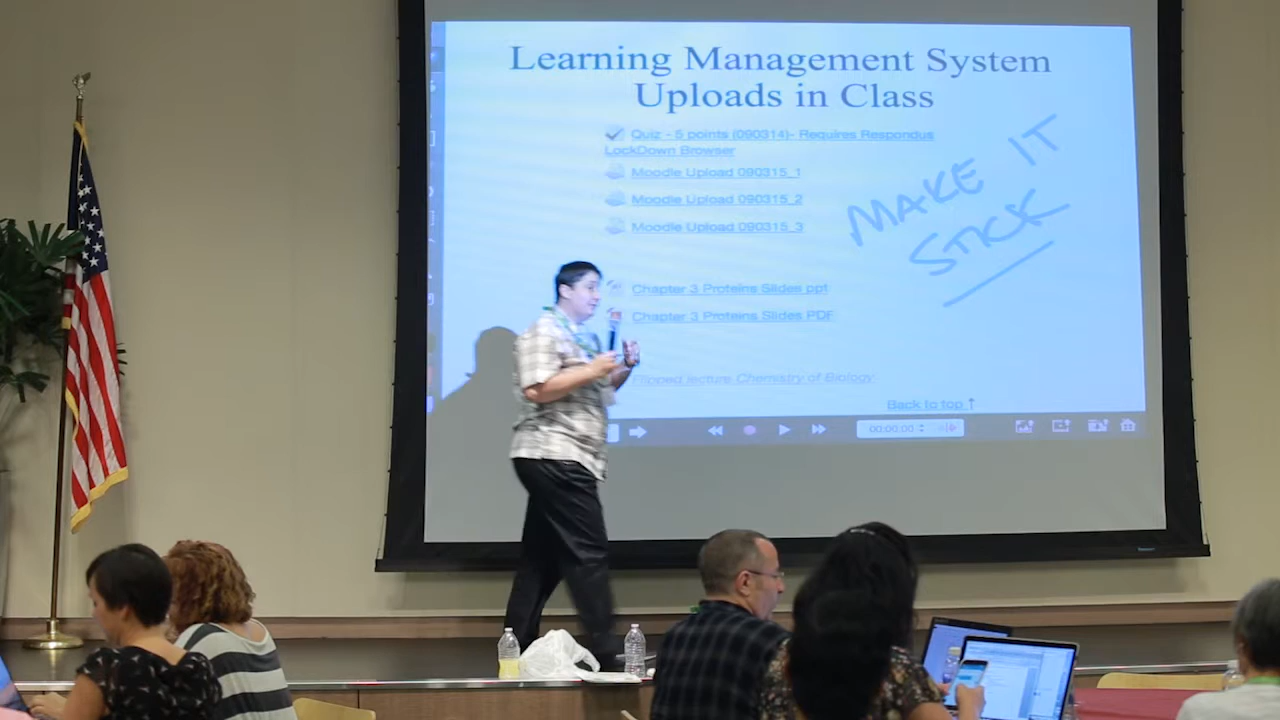 Learning Management System
Uploads in Class
Quiz - 5 points (090314)- Requires Respondus
LockDown Browser
Moodle Upload 090315_1
Moodle Upload 090315_2
Moodle Upload 090315_3
MAKE IT
STICK
Chapter 3 Proteins Slides ppt
Chapter 3 Proteins Slides PDF
Flipped lecture Chemistry of Biology
Back to top ↑
00:00:00